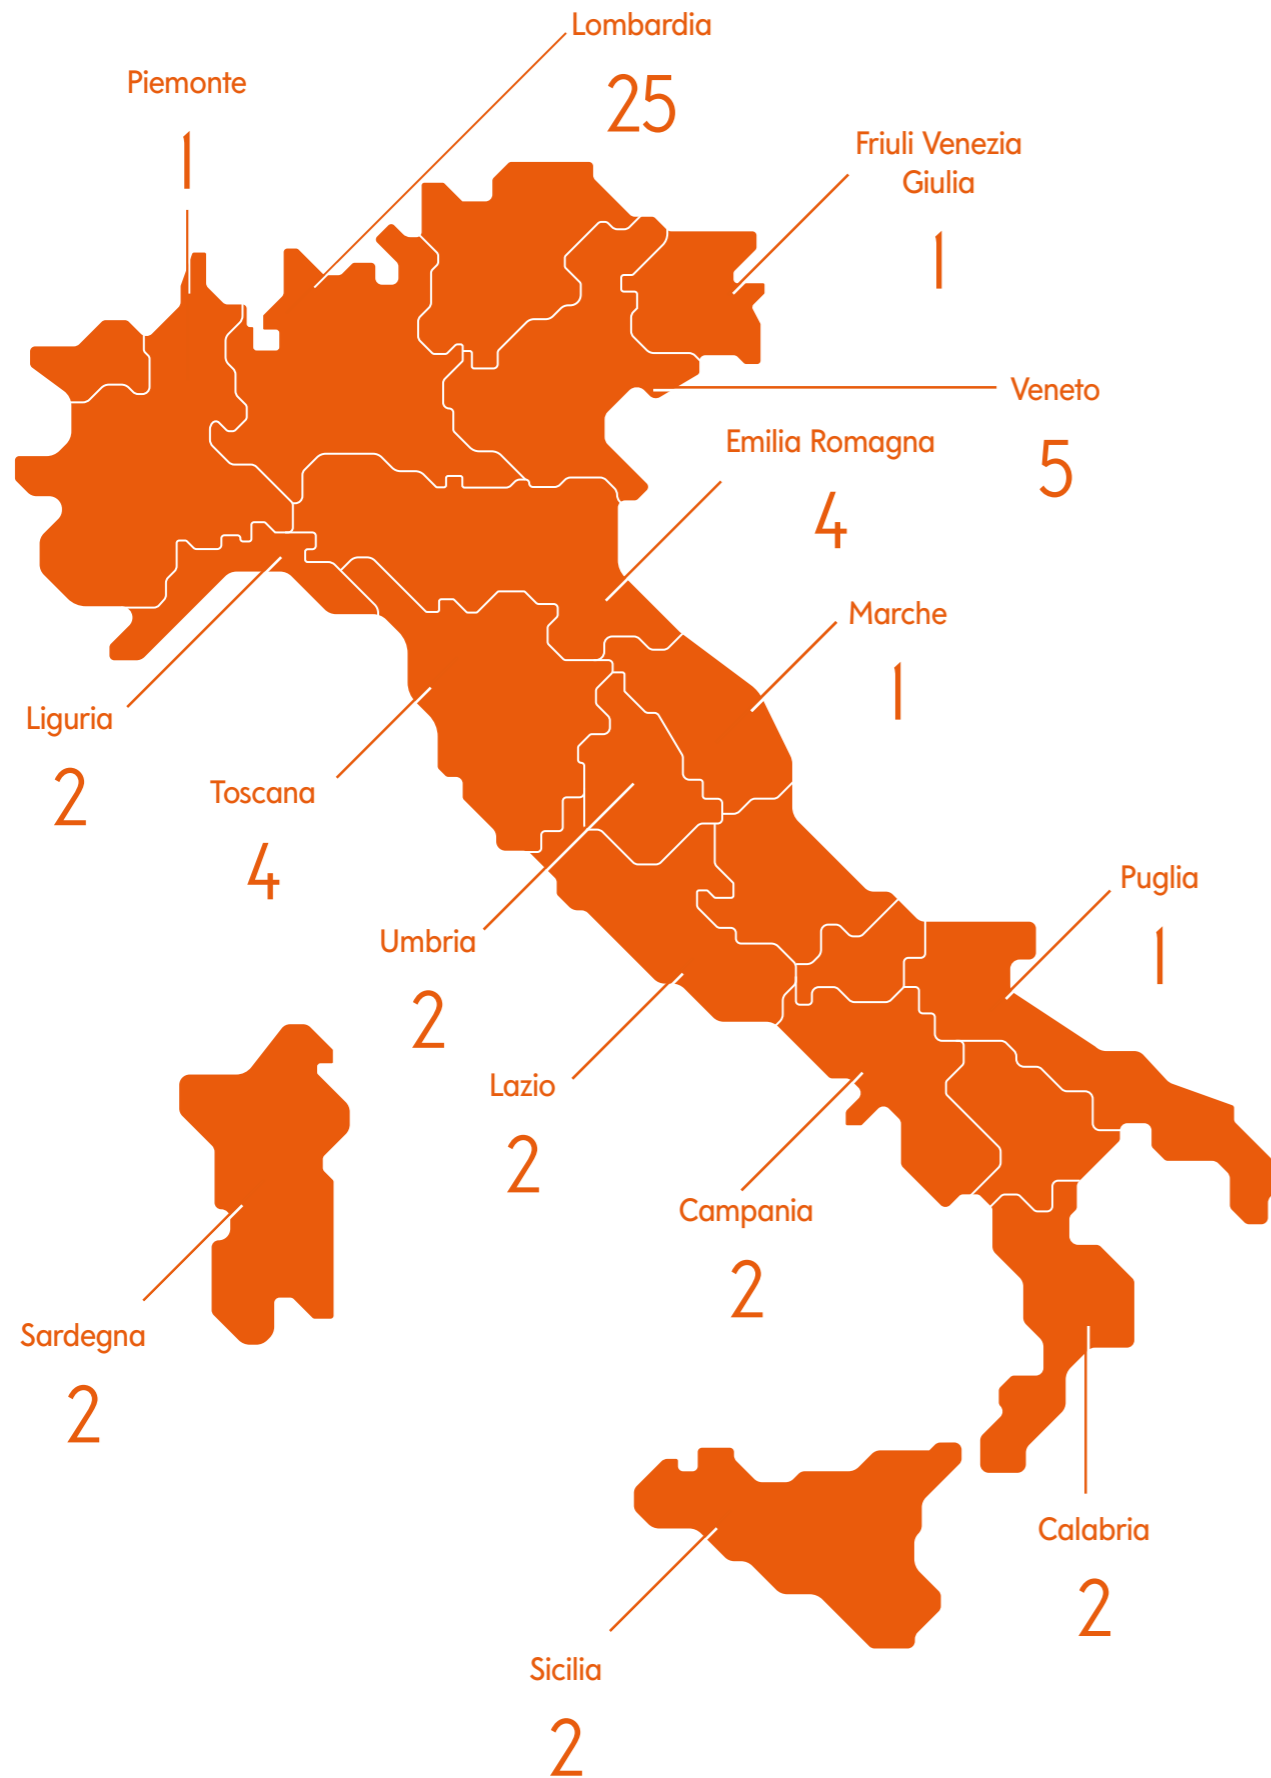 Lombardia
25
Piemonte
1
Friuli Venezia
Giulia
1
Veneto
5
Emilia Romagna
4
Marche
1
Liguria
2
Toscana
4
Puglia
1
Umbria
2
Lazio
2
Campania
2
Sardegna
2
Calabria
2
Sicilia
2